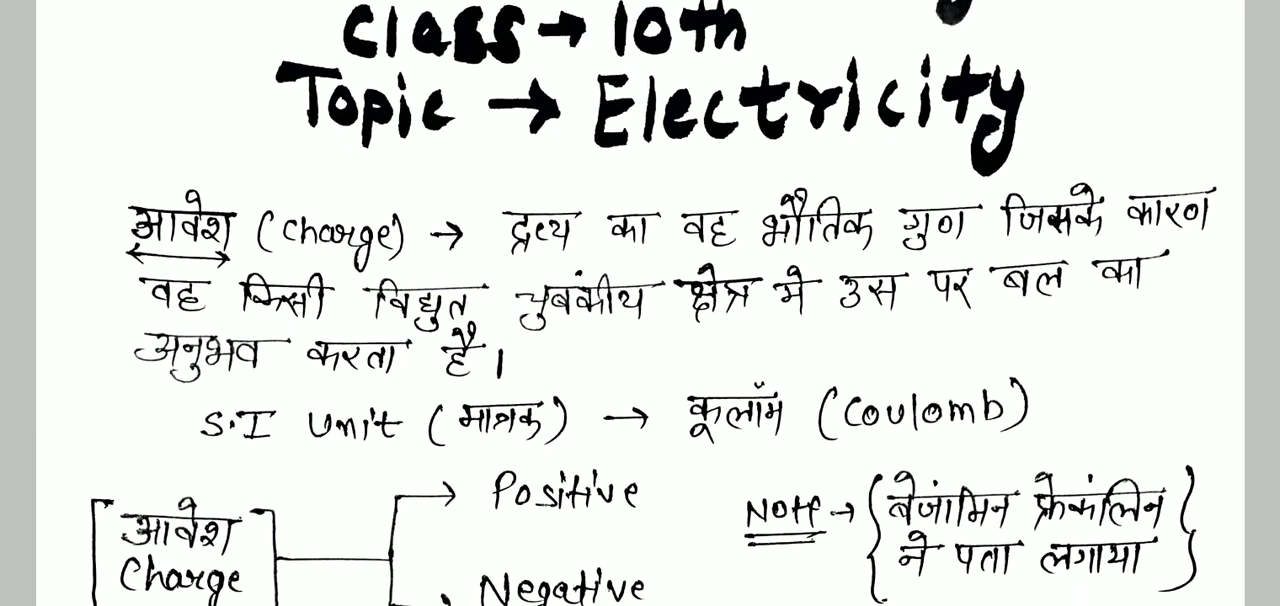 Class → 10th
Topic → Electricity
आवेश (Charge) → द्रव्य का वह भौतिक गुण जिसके कारण
वह किसी विद्युत चुबकंीय क्षेत्र मे उस पर बल का
अनुभव करता है।
S.I Unit (मात्रक) → कूलॉम (Coulomb)
आवेश
Charge
→ Positive
Negative
Note → {बेजांमिन फ्रेकंलिन
ने पता लगाया}